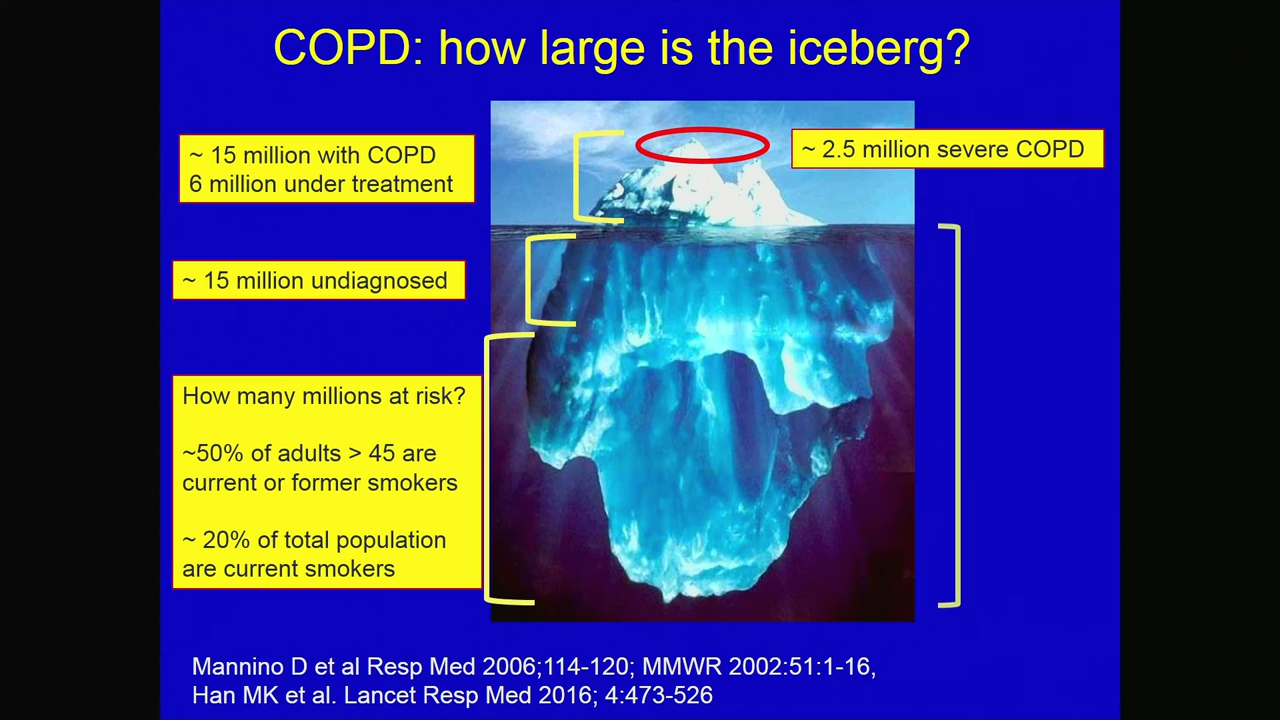 COPD: how large is the iceberg?
~ 15 million with COPD
6 million under treatment
~ 2.5 million severe COPD
~ 15 million undiagnosed
How many millions at risk?
~50% of adults > 45 are
current or former smokers
~ 20% of total population
are current smokers
Mannino D et al Resp Med 2006;114-120; MMWR 2002:51:1-16,
Han MK et al. Lancet Resp Med 2016; 4:473-526